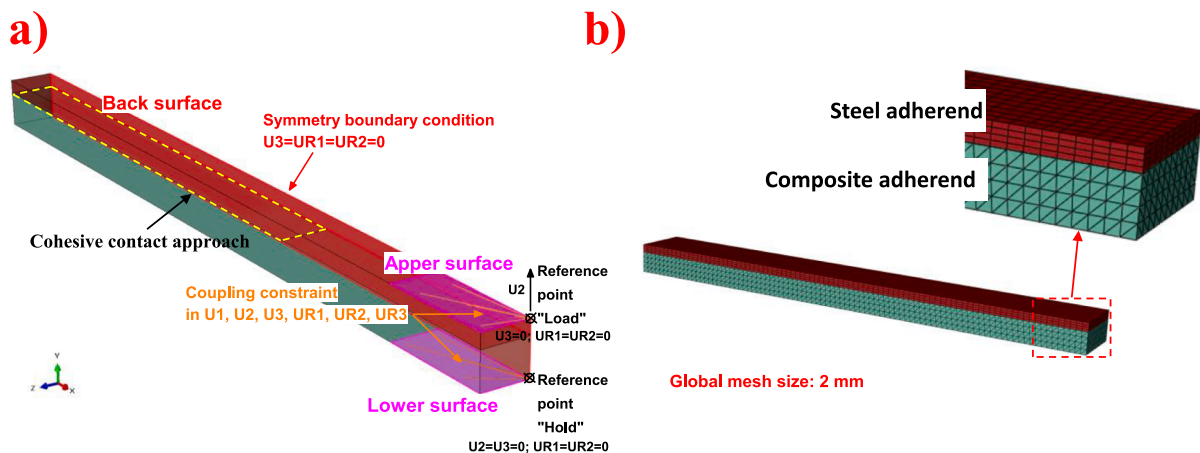 a)
Back surface
Symmetry boundary condition
U3=UR1=UR2=0
Cohesive contact approach
Apper surface
Coupling constraint
in U1, U2, U3, UR1, UR2, UR3
U2
Reference
point
"Load"
U3=0; UR1=UR2=0
Reference
point
"Hold"
U2=U3=0; UR1=UR2=0
Lower surface
Y
Z
X
b)
Steel adherend
Composite adherend
Global mesh size: 2 mm